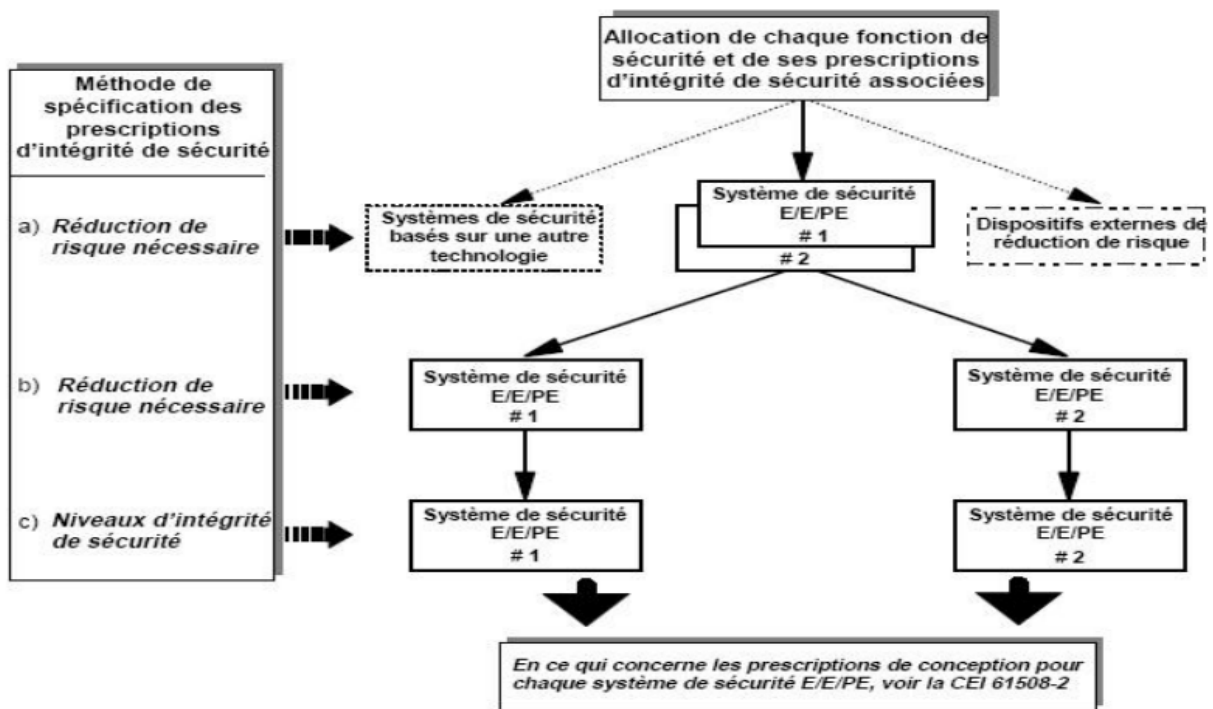 Allocation de chaque fonction de
sécurité et de ses prescriptions
d'intégrité de sécurité associées
Méthode de
spécification des
prescriptions
d'intégrité de sécurité
a) Réduction de
risque nécessaire
Systèmes de sécurité
basés sur une autre
technologie
Système de sécurité
E/E/PE
# 1
# 2
Dispositifs externes de
réduction de risque
b) Réduction de
risque nécessaire
Système de sécurité
E/E/PE
# 1
Système de sécurité
E/E/PE
# 2
c) Niveaux d'intégrité
de sécurité
Système de sécurité
E/E/PE
# 1
Système de sécurité
E/E/PE
# 2
En ce qui concerne les prescriptions de conception pour
chaque système de sécurité E/E/PE, voir la CEI 61508-2